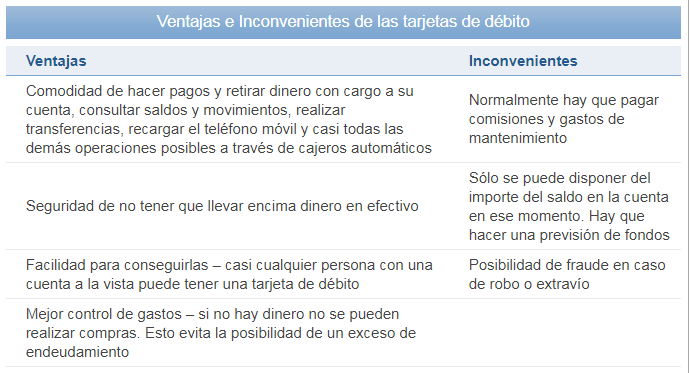 Ventajas e Inconvenientes de las tarjetas de débito
Ventajas
Inconvenientes
Comodidad de hacer pagos y retirar dinero con cargo a su
cuenta, consultar saldos y movimientos, realizar
transferencias, recargar el teléfono móvil y casi todas las
demás operaciones posibles a través de cajeros automáticos
Normalmente hay que pagar
comisiones y gastos de
mantenimiento
Seguridad de no tener que llevar encima dinero en efectivo
Sólo se puede disponer del
importe del saldo en la cuenta
en ese momento. Hay que
hacer una previsión de fondos
Facilidad para conseguirlas – casi cualquier persona con una
cuenta a la vista puede tener una tarjeta de débito
Posibilidad de fraude en caso
de robo o extravío
Mejor control de gastos – si no hay dinero no se pueden
realizar compras. Esto evita la posibilidad de un exceso de
endeudamiento